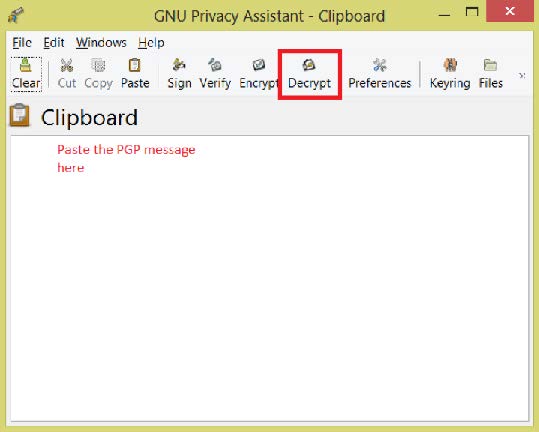 GNU Privacy Assistant - Clipboard
File Edit Windows Help
Clear Cut Copy Paste Sign Verify Encrypt Decrypt Preferences Keyring Files
Clipboard
Paste the PGP message
here